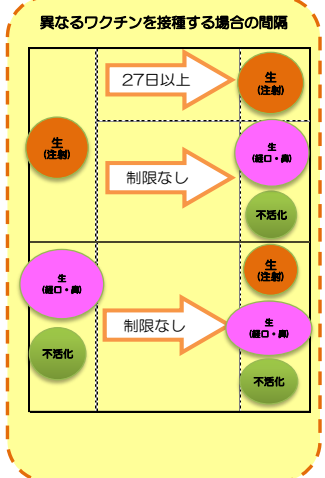 異なるワクチンを接種する場合の間隔
27日以上
生
(注射)
生
(注射)
制限なし
生
(経口・鼻)
不活化
生
(経口・鼻)
不活化
制限なし
生
(注射)
生
(経口・鼻)
不活化